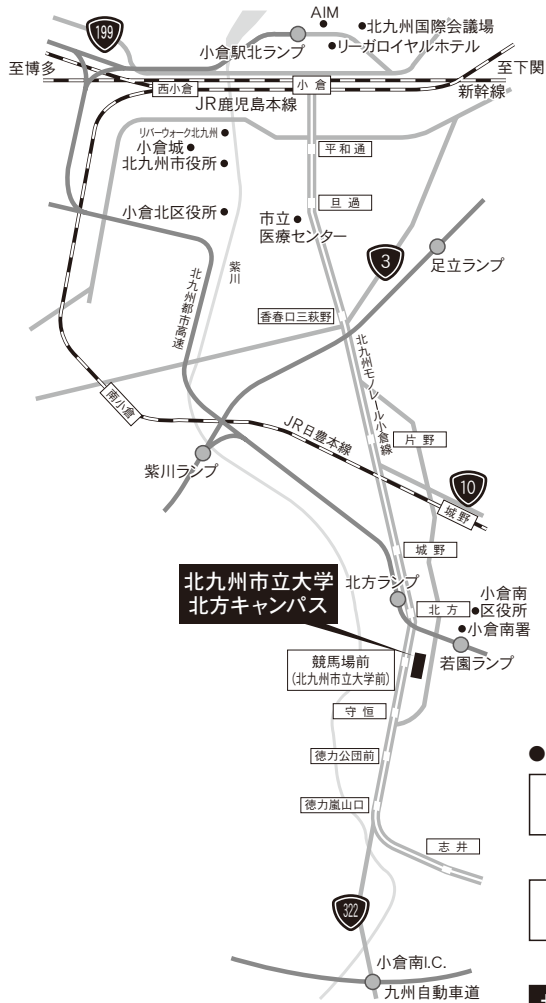 199
AIM
北九州国際会議場
小倉駅北ランプ
リーガロイヤルホテル
至博多
至下関
西小倉
小倉
新幹線
JR鹿児島本線
リバーウォーク北九州
小倉城
北九州市役所
平和通
小倉北区役所
旦過
市立
医療センター
3
足立ランプ
紫川
北九州都市高速
香春口三萩野
北九州モノレール小倉線
南小倉
JR日豊本線
片野
紫川ランプ
10
城野
城野
北九州市立大学
北方キャンパス
北方ランプ
小倉南
区役所
北方
小倉南署
若園ランプ
競馬場前
(北九州市立大学前)
守恒
徳力公団前
徳力嵐山口
志井
322
小倉南I.C.
九州自動車道